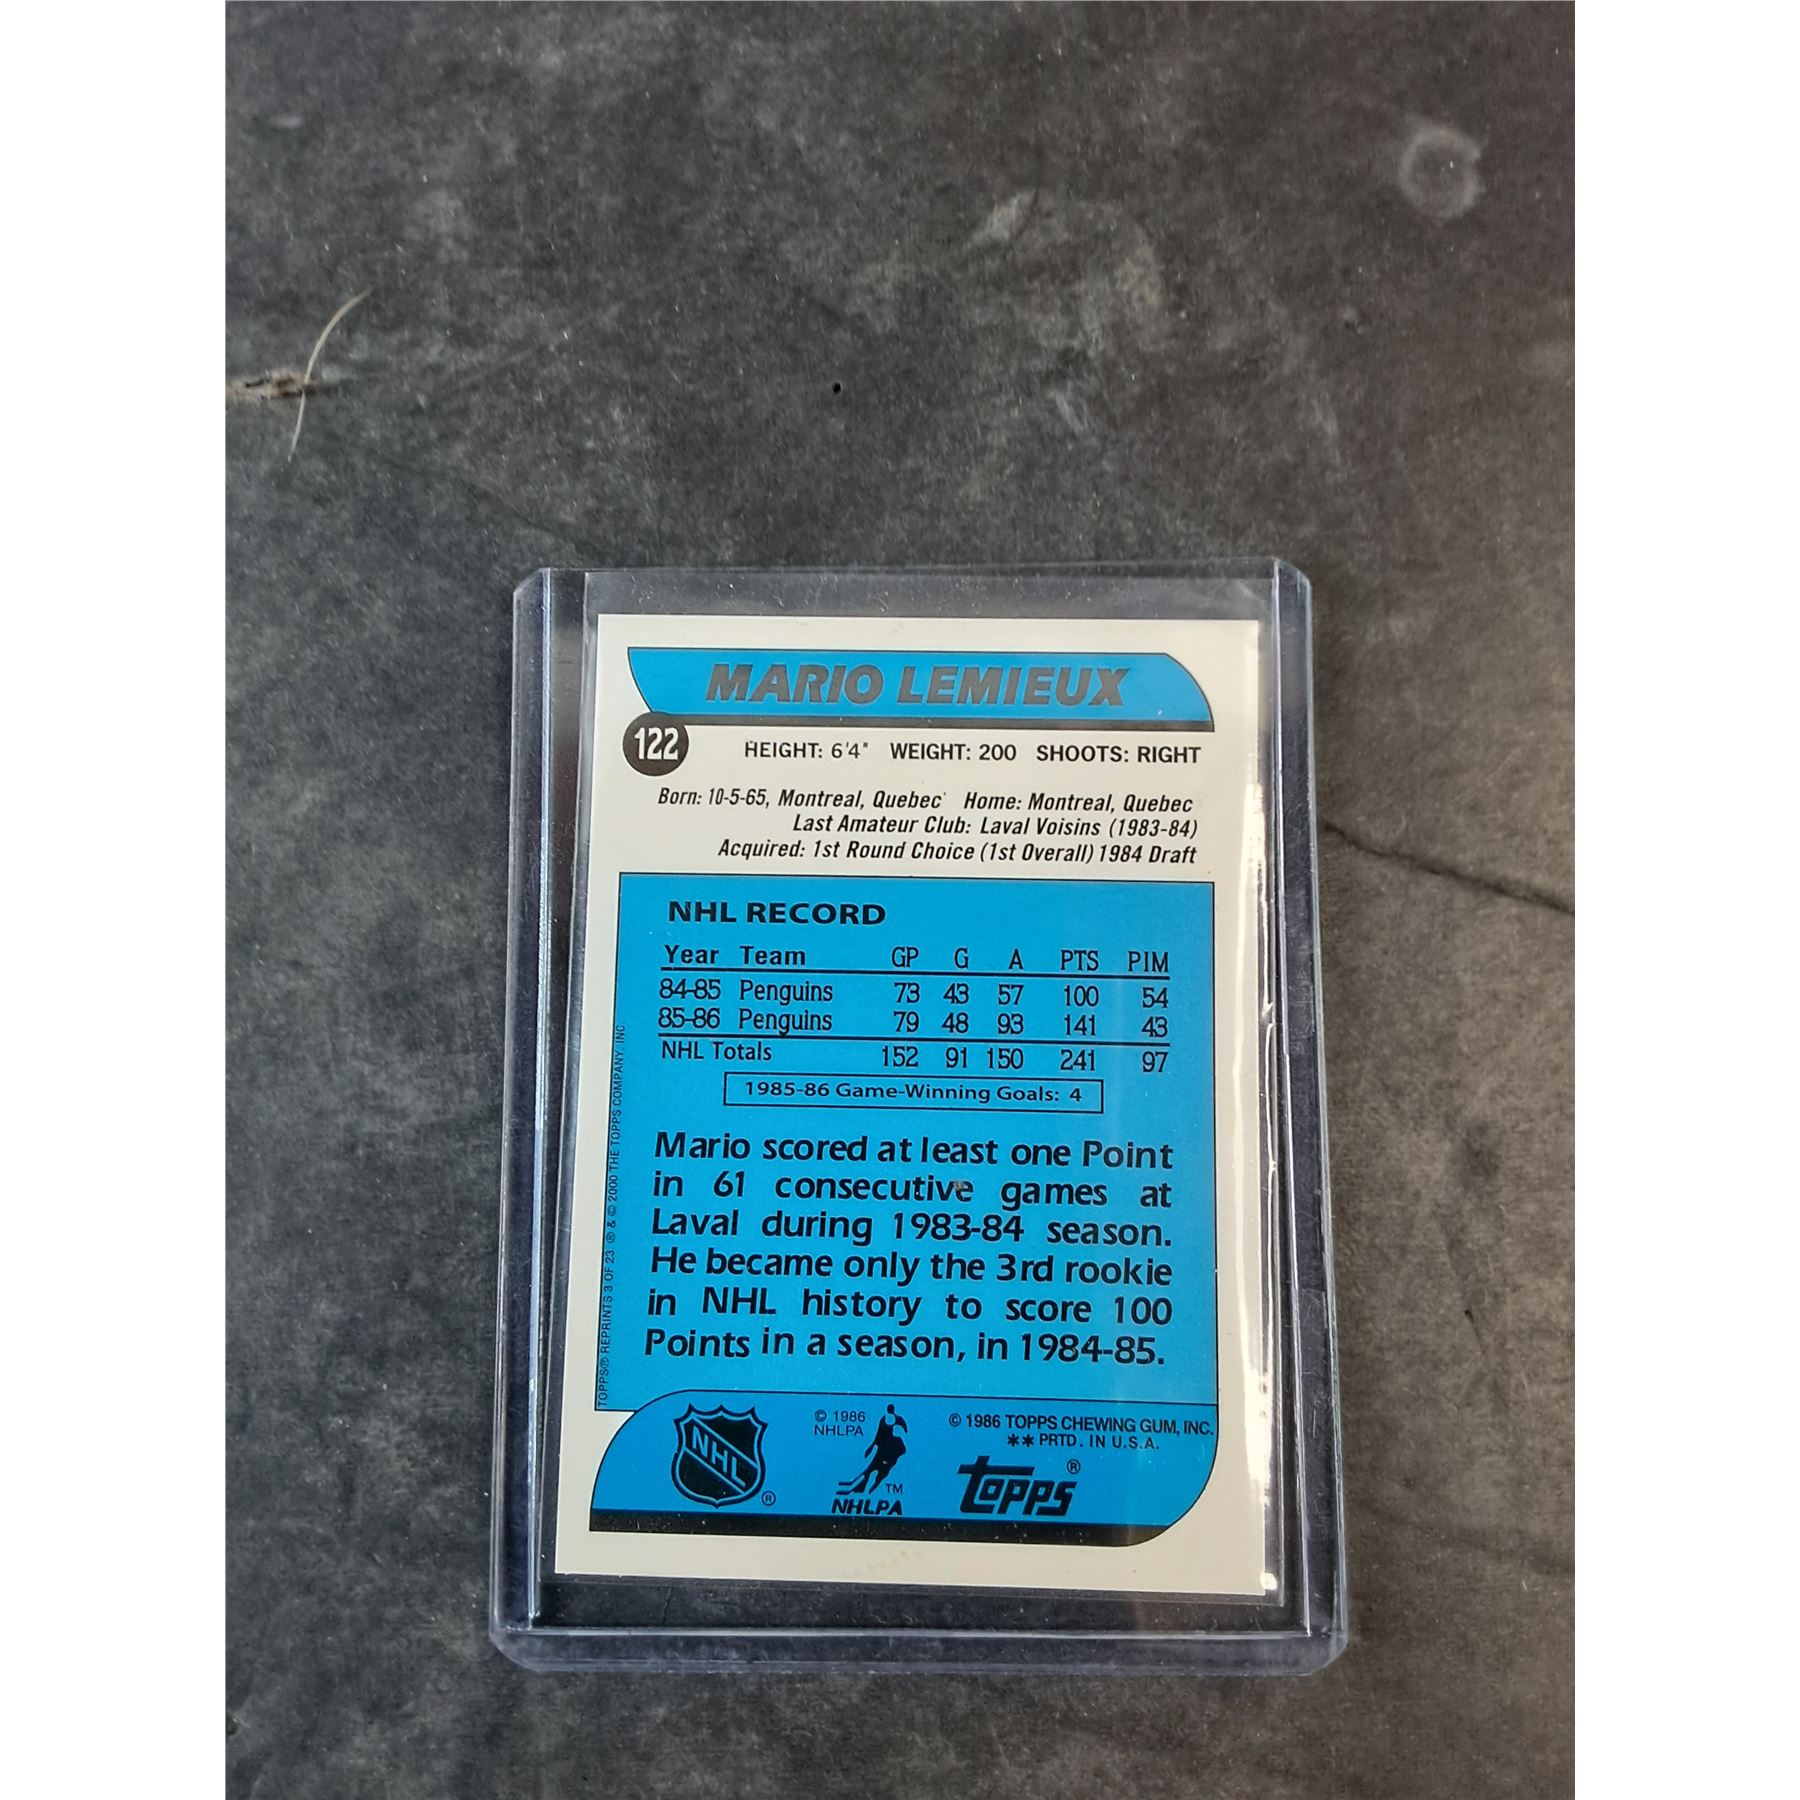 MARIO LEMIEUX
122
HEIGHT: 6'4" WEIGHT: 200 SHOOTS: RIGHT
Born: 10-5-65, Montreal, Quebec Home: Montreal, Quebec
Last Amateur Club: Laval Voisins (1983-84)
Acquired: 1st Round Choice (1st Overall) 1984 Draft
NHL RECORD
Year Team GP G A PTS PIM
84-85 Penguins 73 43 57 100 54
85-86 Penguins 79 48 93 141 43
NHL Totals 152 91 150 241 97
1985-86 Game-Winning Goals: 4
Mario scored at least one Point
in 61 consecutive games at
Laval during 1983-84 season.
He became only the 3rd rookie
in NHL history to score 100
Points in a season, in 1984-85.
TOPPS® REPRINTS 3 OF 23 ® & © 2000 THE TOPPS COMPANY, INC
NHL ®
© 1986
NHLPA
TM
NHLPA
© 1986 TOPPS CHEWING GUM, INC.
** PRTD. IN U.S.A.
topps ®